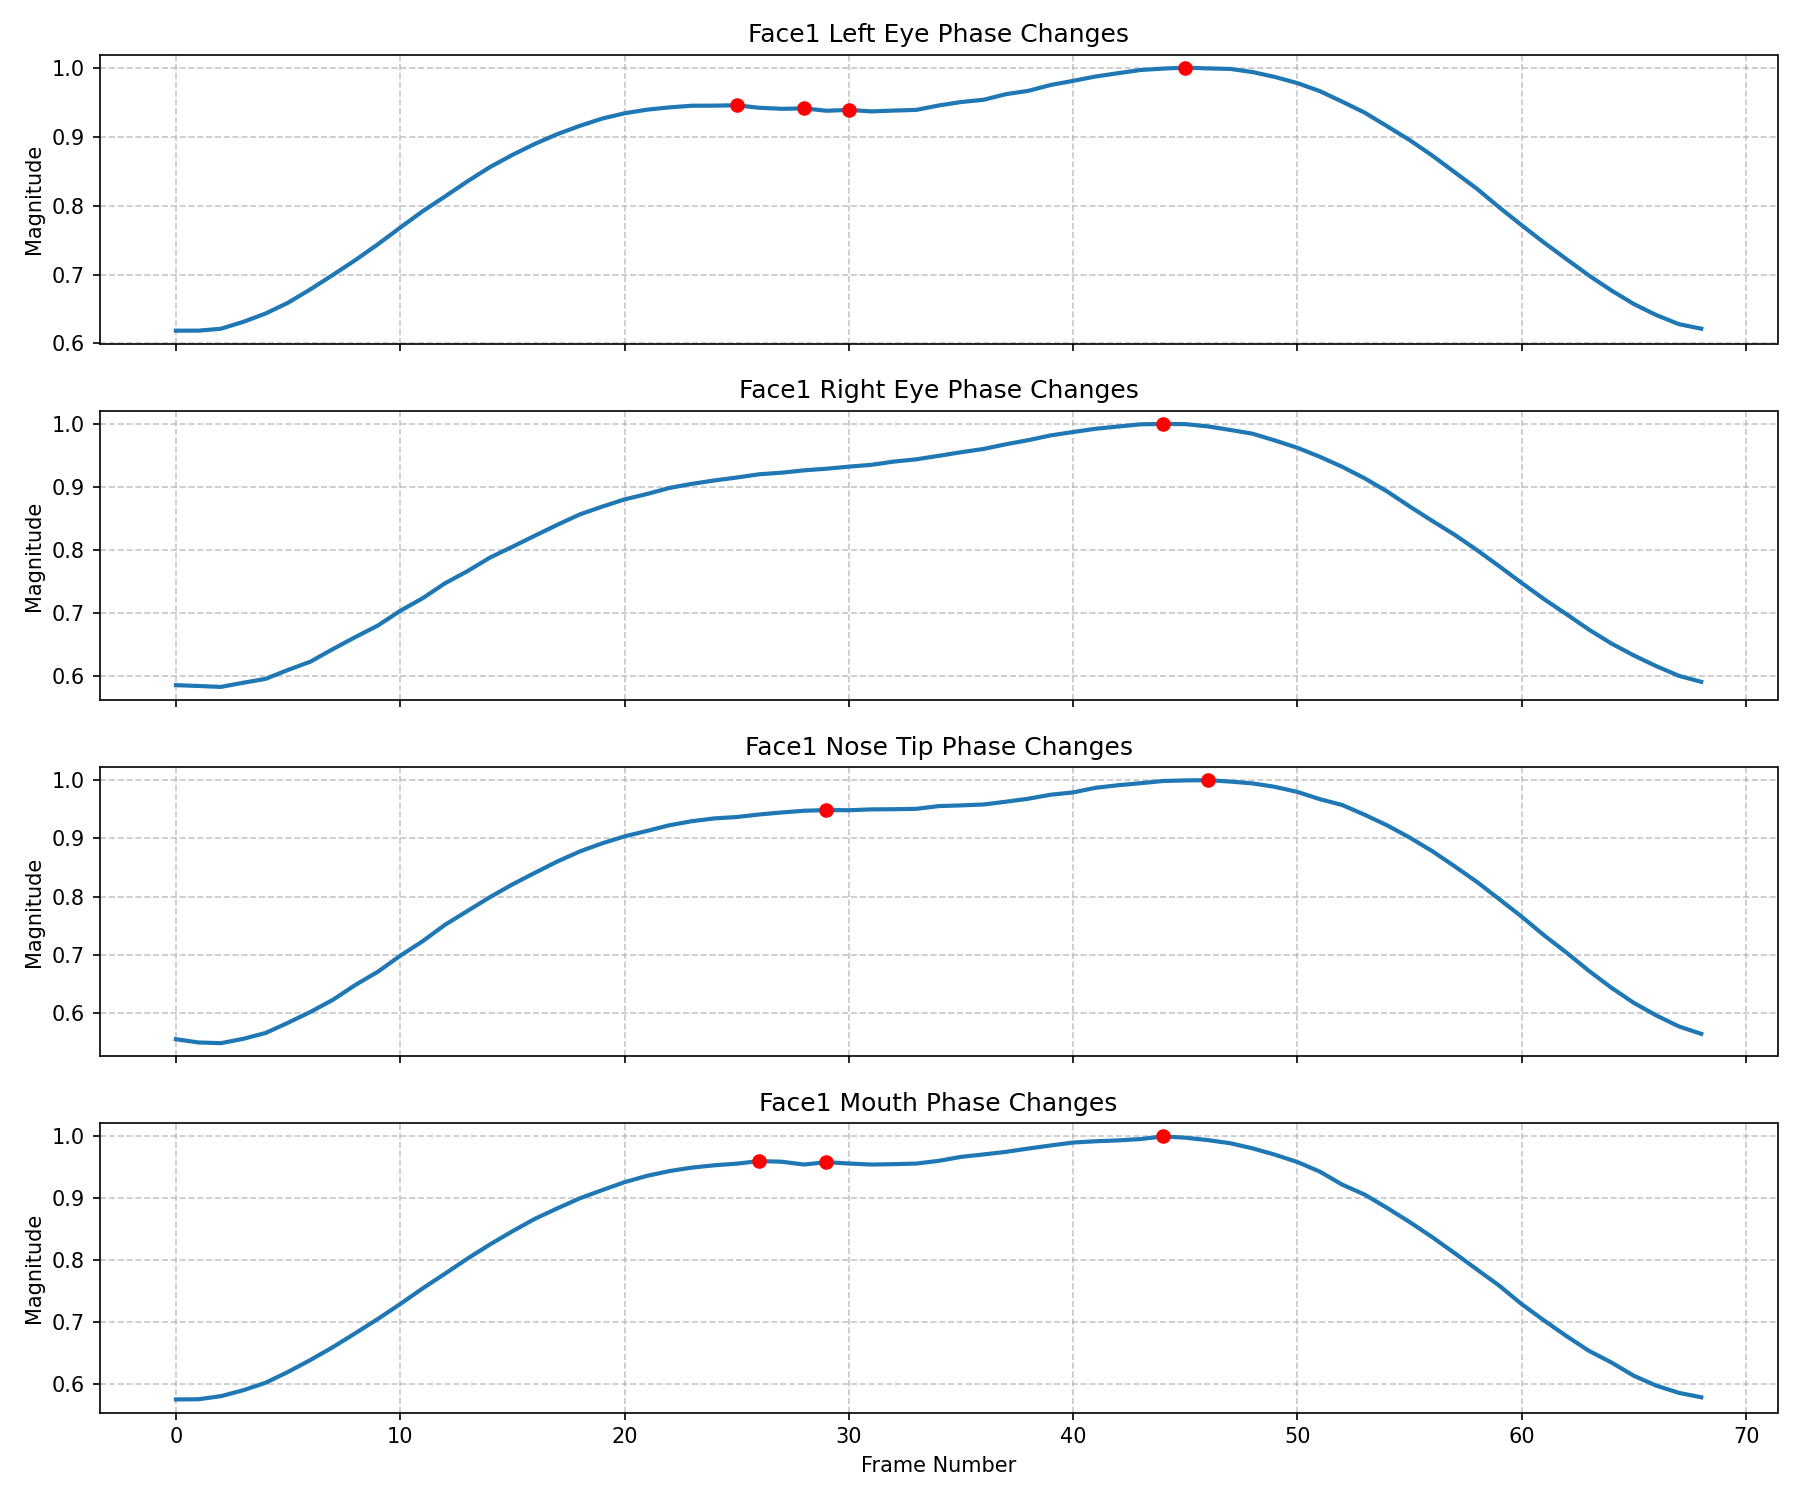 Face1 Left Eye Phase Changes
Magnitude
1.0
0.9
0.8
0.7
0.6
Face1 Right Eye Phase Changes
Magnitude
1.0
0.9
0.8
0.7
0.6
Face1 Nose Tip Phase Changes
Magnitude
1.0
0.9
0.8
0.7
0.6
Face1 Mouth Phase Changes
Magnitude
1.0
0.9
0.8
0.7
0.6
0 10 20 30 40 50 60 70
Frame Number